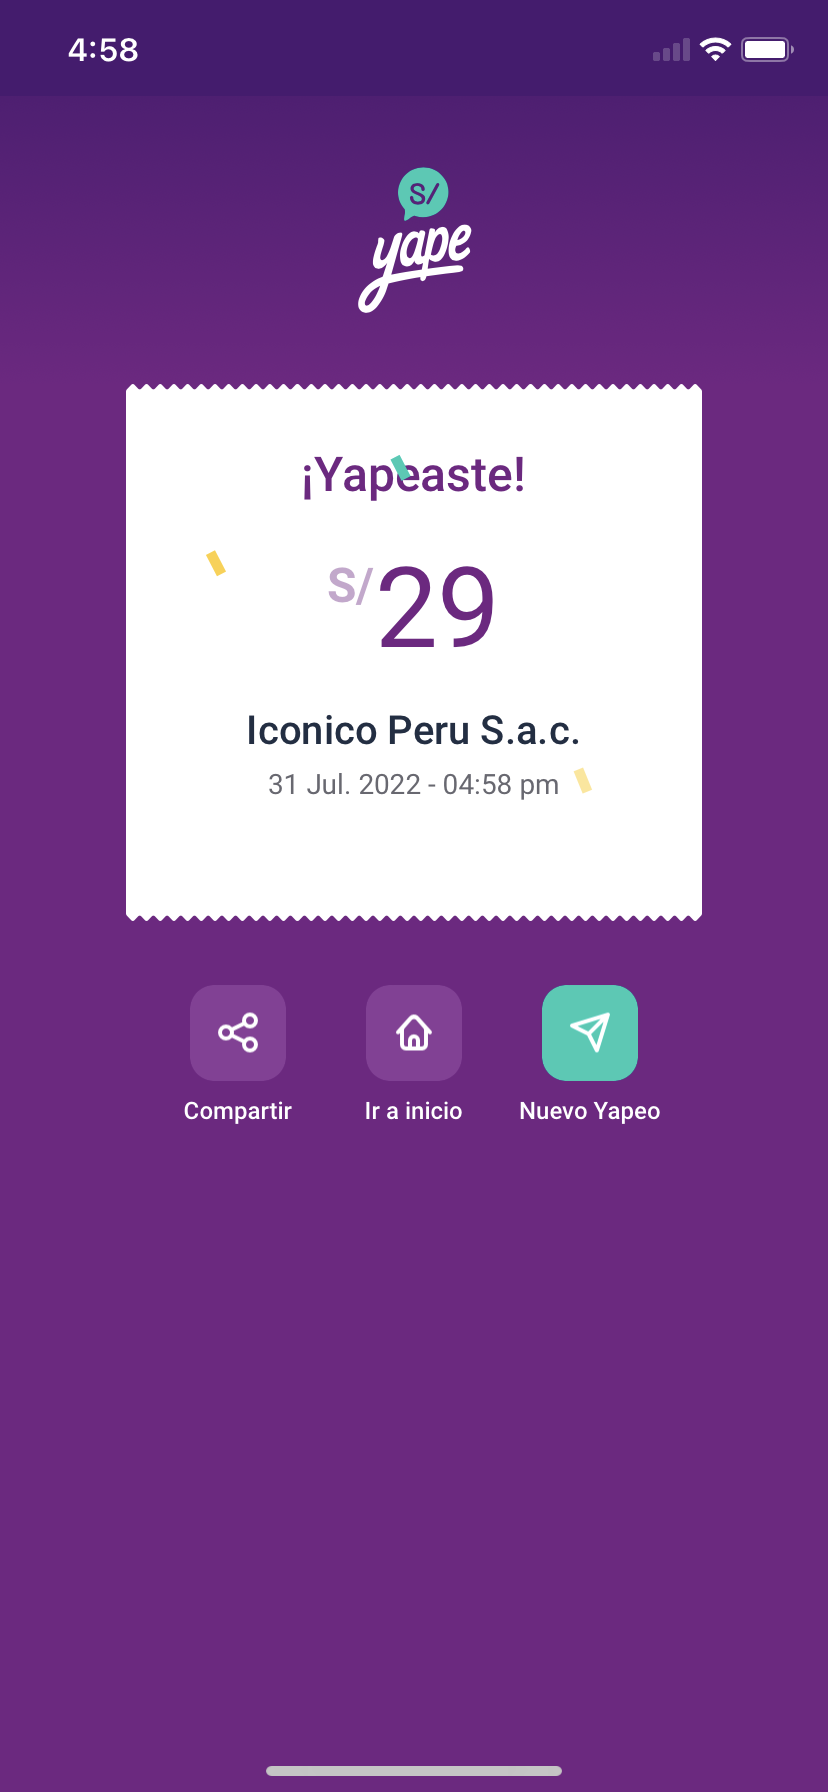 4:58
S/
yape
¡Yapeaste!
S/29
Iconico Peru S.a.c.
31 Jul. 2022 - 04:58 pm
Compartir
Ir a inicio
Nuevo Yapeo